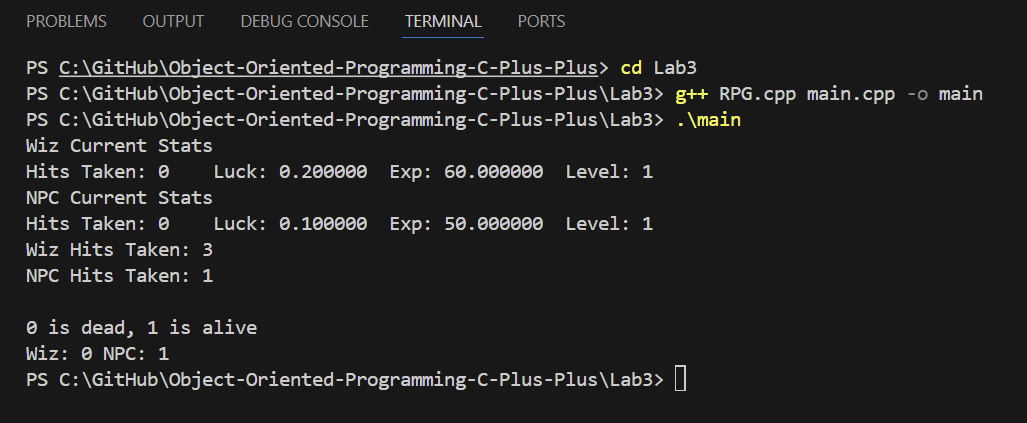 PROBLEMS OUTPUT DEBUG CONSOLE TERMINAL PORTS
PS C:\GitHub\Object-Oriented-Programming-C-Plus-Plus> cd Lab3
PS C:\GitHub\Object-Oriented-Programming-C-Plus-Plus\Lab3> g++ RPG.cpp main.cpp -o main
PS C:\GitHub\Object-Oriented-Programming-C-Plus-Plus\Lab3> .\main
Wiz Current Stats
Hits Taken: 0    Luck: 0.200000  Exp: 60.000000  Level: 1
NPC Current Stats
Hits Taken: 0    Luck: 0.100000  Exp: 50.000000  Level: 1
Wiz Hits Taken: 3
NPC Hits Taken: 1
0 is dead, 1 is alive
Wiz: 0 NPC: 1
PS C:\GitHub\Object-Oriented-Programming-C-Plus-Plus\Lab3>